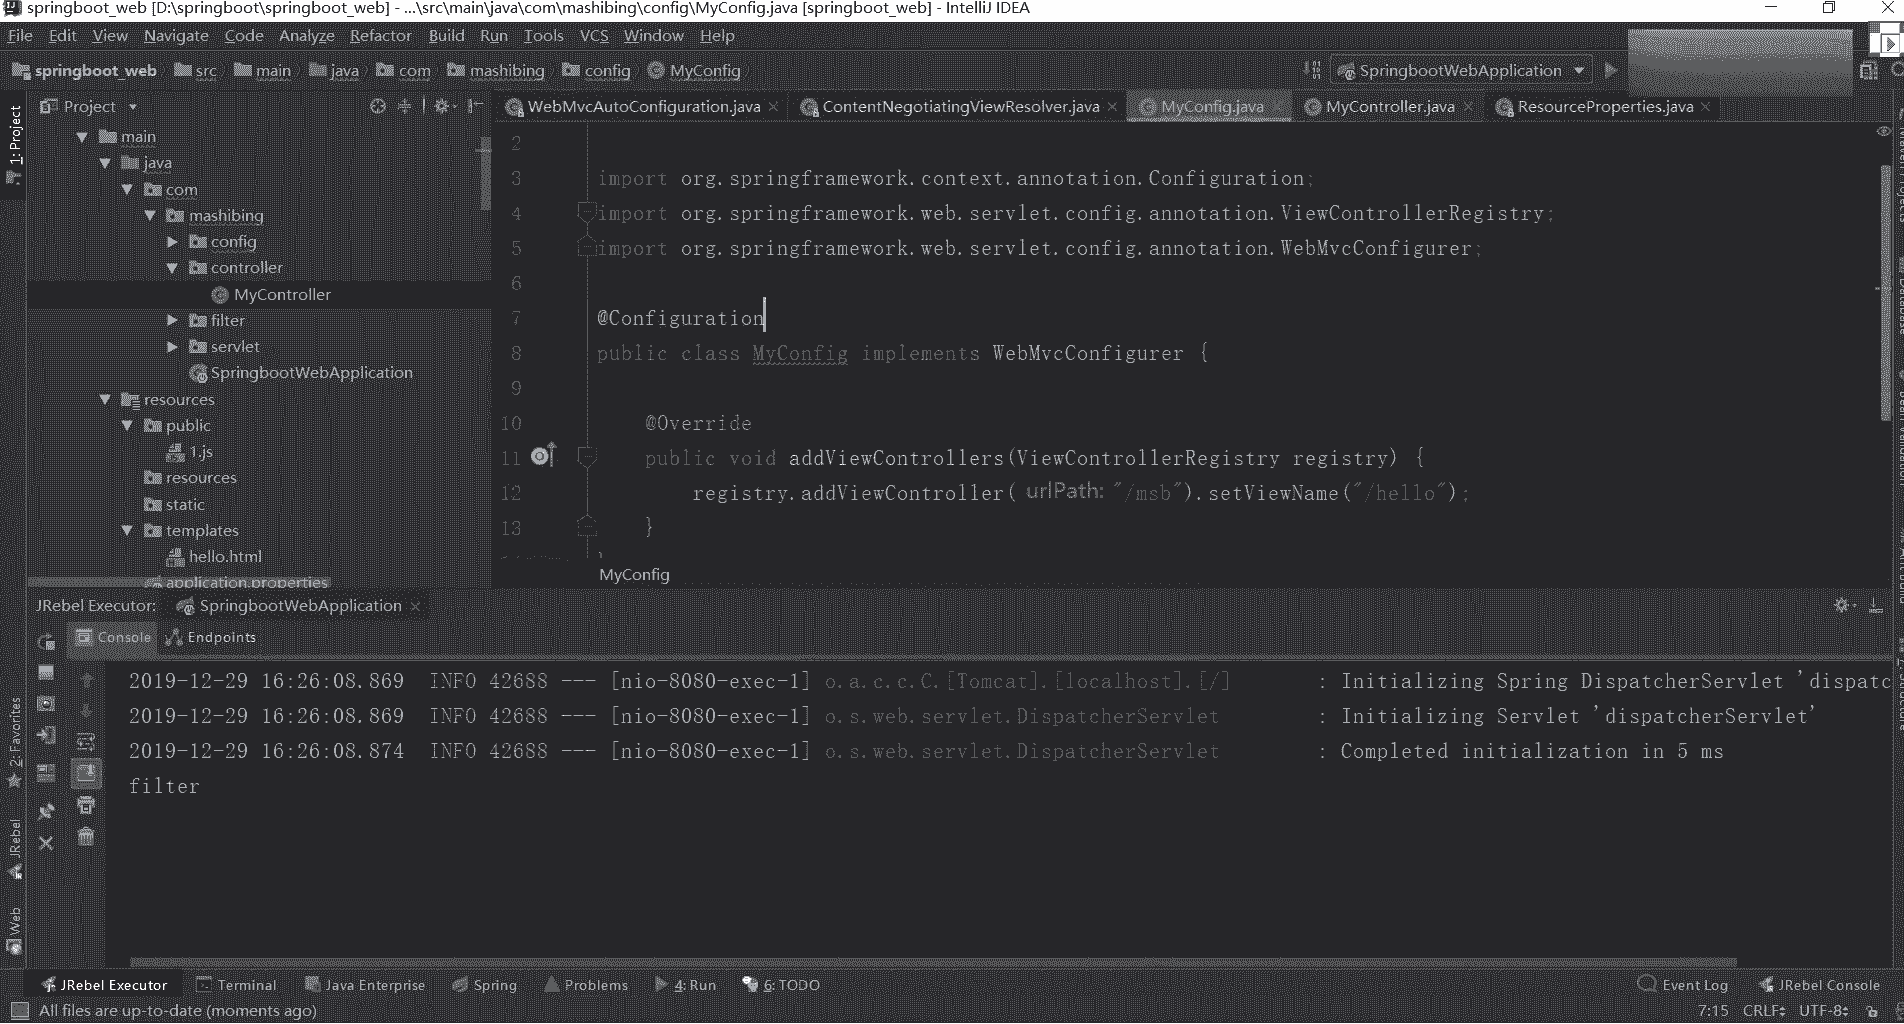 springboot_web [D:\springboot\springboot_web] - ...\src\main\java\com\mashibing\config\MyConfig.java [springboot_web] - IntelliJ IDEA
File Edit View Navigate Code Analyze Refactor Build Run Tools VCS Window Help
springboot_web src main java com mashibing config MyConfig SpringbootWebApplication
Project
WebMvcAutoConfiguration.java ContentNegotiatingViewResolver.java MyConfig.java MyController.java ResourceProperties.java
1: Project
main
java
com
mashibing
config
controller
MyController
filter
servlet
SpringbootWebApplication
resources
public
1.js
resources
static
templates
hello.html
application.properties
2
3 import org.springframework.context.annotation.Configuration;
4 import org.springframework.web.servlet.config.annotation.ViewControllerRegistry;
5 import org.springframework.web.servlet.config.annotation.WebMvcConfigurer;
6
7 @Configuration
8 public class MyConfig implements WebMvcConfigurer {
9
10 @Override
11 public void addViewControllers(ViewControllerRegistry registry) {
12 registry.addViewController( urlPath: "/msb").setViewName("/hello");
13 }
MyConfig
JRebel Executor: SpringbootWebApplication
Console Endpoints
2019-12-29 16:26:08.869 INFO 42688 --- [nio-8080-exec-1] o.a.c.c.C.[Tomcat].[localhost].[/] : Initializing Spring DispatcherServlet 'dispatc
2019-12-29 16:26:08.869 INFO 42688 --- [nio-8080-exec-1] o.s.web.servlet.DispatcherServlet : Initializing Servlet 'dispatcherServlet'
2019-12-29 16:26:08.874 INFO 42688 --- [nio-8080-exec-1] o.s.web.servlet.DispatcherServlet : Completed initialization in 5 ms
filter
2: Favorites
JRebel
Web
JRebel Executor Terminal Java Enterprise Spring Problems 4: Run 6: TODO Event Log JRebel Console
All files are up-to-date (moments ago) 7:15 CRLF UTF-8